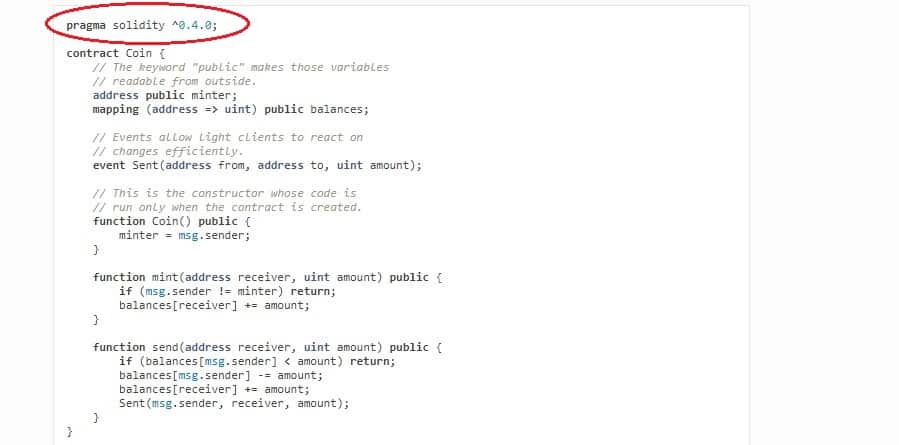 pragma solidity ^0.4.0;
contract Coin {
// The keyword "public" makes those variables
// readable from outside.
address public minter;
mapping (address => uint) public balances;
// Events allow light clients to react on
// changes efficiently.
event Sent(address from, address to, uint amount);
// This is the constructor whose code is
// run only when the contract is created.
function Coin() public {
minter = msg.sender;
}
function mint(address receiver, uint amount) public {
if (msg.sender != minter) return;
balances[receiver] += amount;
}
function send(address receiver, uint amount) public {
if (balances[msg.sender] < amount) return;
balances[msg.sender] -= amount;
balances[receiver] += amount;
Sent(msg.sender, receiver, amount);
}
}